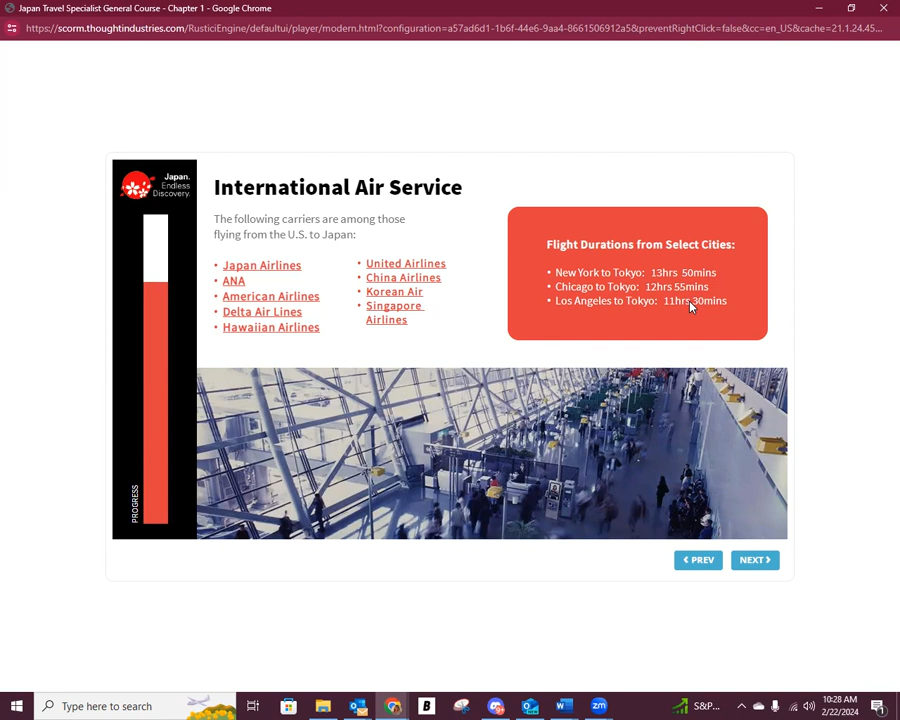 Japan Travel Specialist General Course - Chapter 1 - Google Chrome
https://scorm.thoughtindustries.com/RusticiEngine/defaultui/player/modern.html?configuration=a57ad6d1-1b6f-44e6-9aa4-8661506912a5&preventRightClick=false&cc=en_US&cache=21.1.24.45...
Japan.
Endless
Discovery.
PROGRESS
International Air Service
The following carriers are among those
flying from the U.S. to Japan:
• Japan Airlines
• ANA
• American Airlines
• Delta Air Lines
• Hawaiian Airlines
• United Airlines
• China Airlines
• Korean Air
• Singapore
Airlines
Flight Durations from Select Cities:
• New York to Tokyo: 13hrs 50mins
• Chicago to Tokyo: 12hrs 55mins
• Los Angeles to Tokyo: 11hrs 30mins
PREV
NEXT
Type here to search
B
W
zm
S&P...
10:28 AM
2/22/2024
1